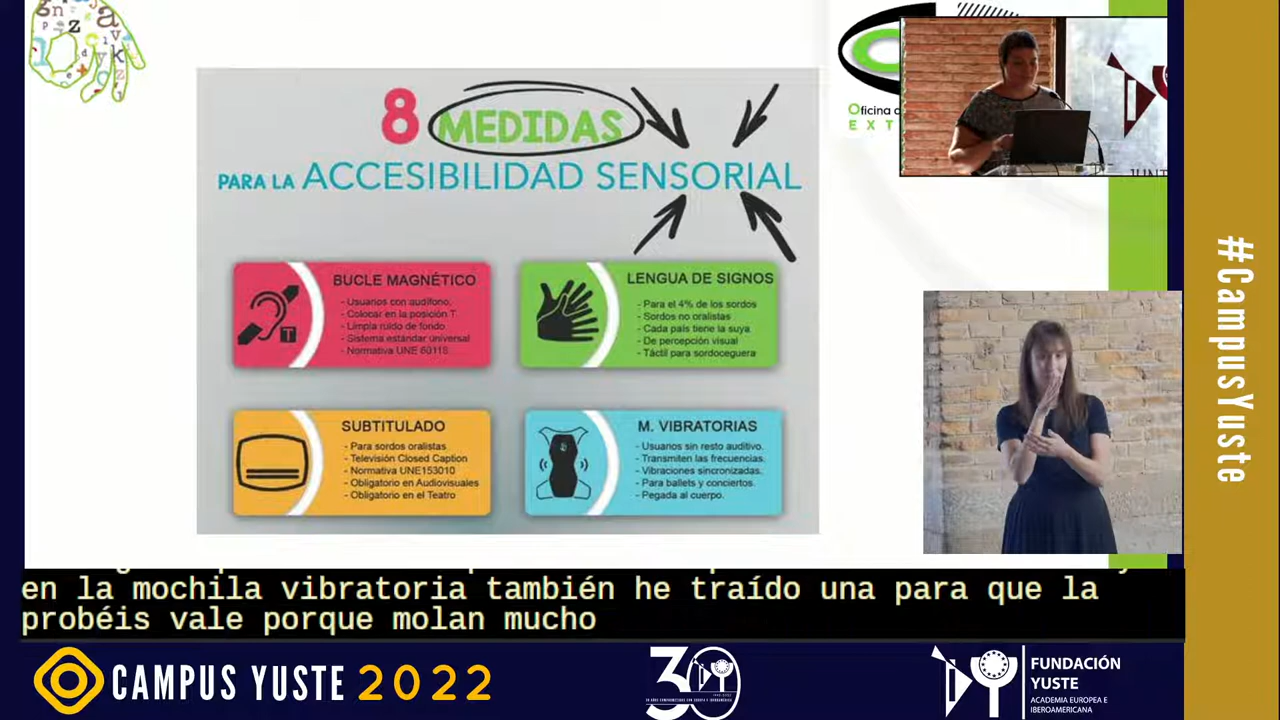 8 MEDIDAS
PARA LA ACCESIBILIDAD SENSORIAL
Oficina
EXT
BUCLE MAGNÉTICO
- Usuarios con audífono.
- Colocar en la posición T.
- Limpia ruido de fondo
- Sistema estándar universal
- Normativa UNE 60118
T
LENGUA DE SIGNOS
- Para el 4% de los sordos
- Sordos no oralistas
- Cada país tiene la suya.
- De percepción visual
- Táctil para sordoceguera
SUBTITULADO
- Para sordos oralistas
- Televisión Closed Caption
- Normativa UNE153010
- Obligatorio en Audiovisuales
- Obligatorio en el Teatro
M. VIBRATORIAS
- Usuarios sin resto auditivo.
- Transmiten las frecuencias.
- Vibraciones sincronizadas.
- Para ballets y conciertos.
- Pegada al cuerpo.
#CampusYuste
en la mochila vibratoria también he traído una para que la
probéis vale porque molan mucho
CAMPUS YUSTE 2022
30
FUNDACIÓN
YUSTE
ACADEMIA EUROPEA E
IBEROAMERICANA